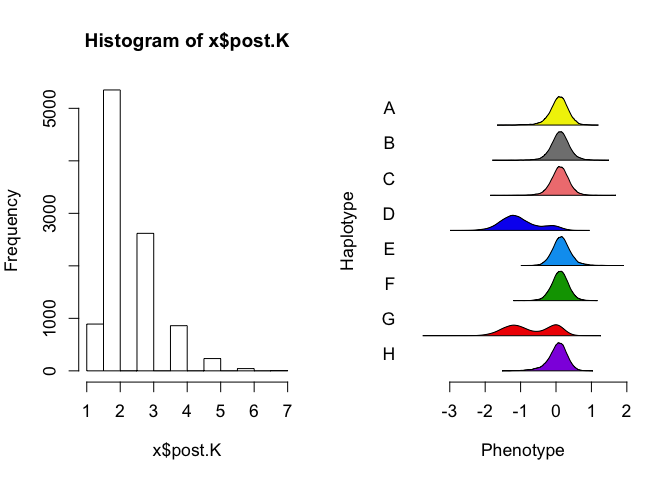 Histogram of x$post.K
Frequency
0
1000
3000
5000
1 2 3 4 5 6 7
x$post.K
Haplotype
A
B
C
D
E
F
G
H
-3 -2 -1 0 1 2
Phenotype